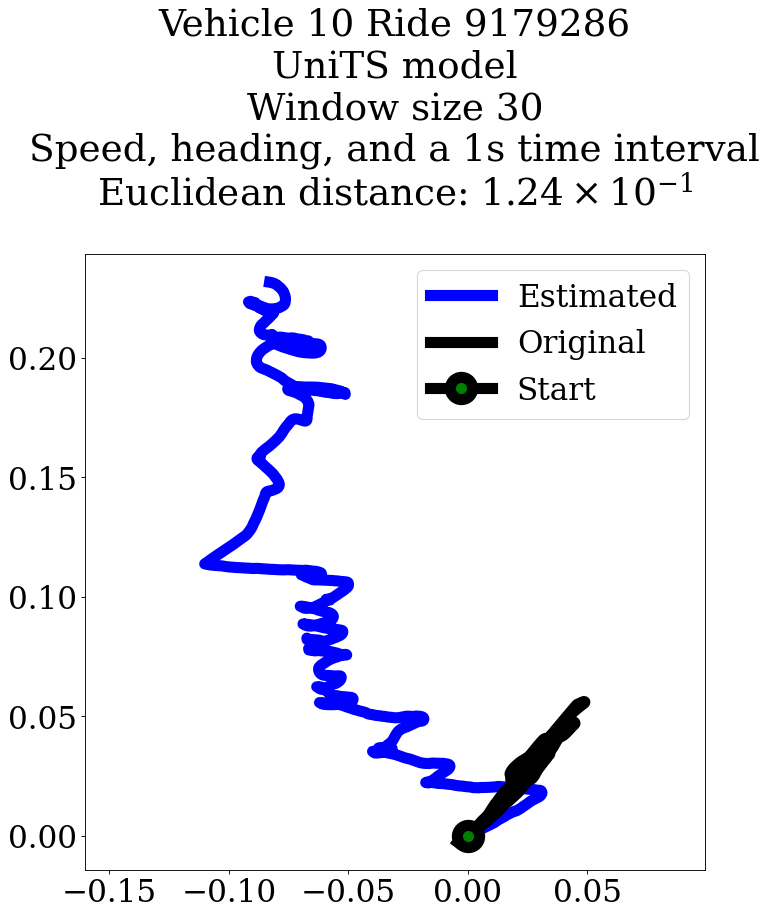 Vehicle 10 Ride 9179286
UniTS model
Window size 30
Speed, heading, and a 1s time interval
Euclidean distance: 1.24 × 10⁻¹
Estimated
Original
Start
0.20
0.15
0.10
0.05
0.00
−0.15 −0.10 −0.05 0.00 0.05